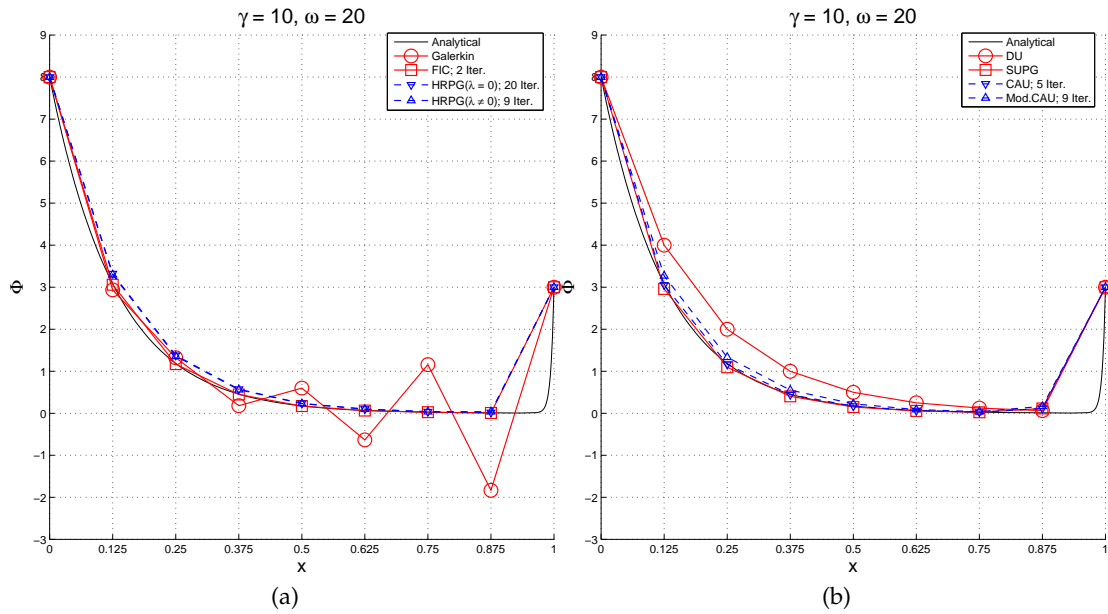 γ = 10, ω = 20
9
8
7
6
5
4
3
2
1
0
−1
−2
−3
Φ
0
0.125
0.25
0.375
0.5
0.625
0.75
0.875
1
x
Analytical
Galerkin
FIC; 2 Iter.
HRPG(λ = 0); 20 Iter.
HRPG(λ ≠ 0); 9 Iter.
(a)
γ = 10, ω = 20
9
8
7
6
5
4
3
2
1
0
−1
−2
−3
Φ
0
0.125
0.25
0.375
0.5
0.625
0.75
0.875
1
x
Analytical
DU
SUPG
CAU; 5 Iter.
Mod.CAU; 9 Iter.
(b)